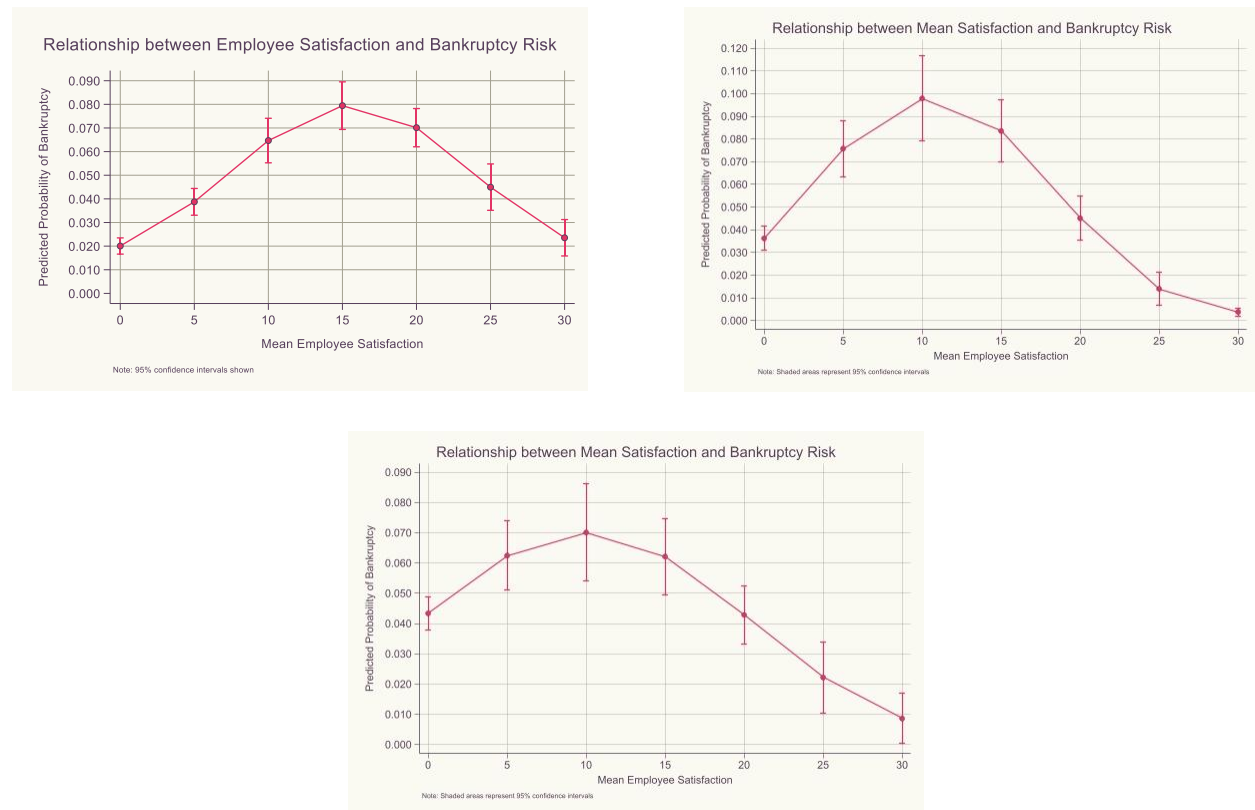 Relationship between Employee Satisfaction and Bankruptcy Risk
Predicted Probability of Bankruptcy
0.090
0.080
0.070
0.060
0.050
0.040
0.030
0.020
0.010
0.000
0 5 10 15 20 25 30
Mean Employee Satisfaction
Note: 95% confidence intervals shown
Relationship between Mean Satisfaction and Bankruptcy Risk
Predicted Probability of Bankruptcy
0.120
0.110
0.100
0.090
0.080
0.070
0.060
0.050
0.040
0.030
0.020
0.010
0.000
0 5 10 15 20 25 30
Mean Employee Satisfaction
Note: Shaded areas represent 95% confidence intervals
Relationship between Mean Satisfaction and Bankruptcy Risk
Predicted Probability of Bankruptcy
0.090
0.080
0.070
0.060
0.050
0.040
0.030
0.020
0.010
0.000
0 5 10 15 20 25 30
Mean Employee Satisfaction
Note: Shaded areas represent 95% confidence intervals